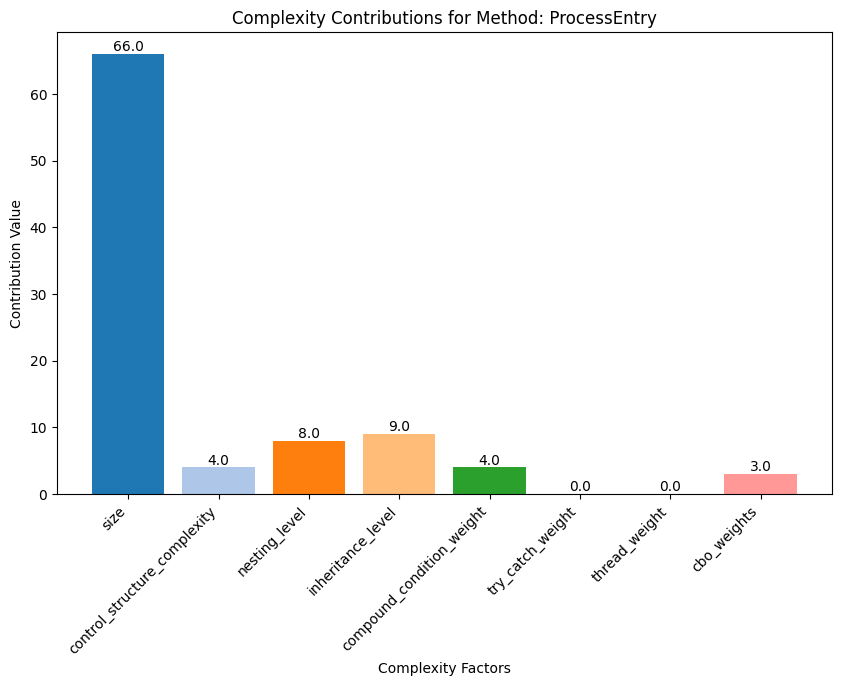 Complexity Contributions for Method: ProcessEntry
Contribution Value
60
50
40
30
20
10
0
66.0
4.0
8.0
9.0
4.0
0.0
0.0
3.0
size
control_structure_complexity
nesting_level
inheritance_level
compound_condition_weight
try_catch_weight
thread_weight
cbo_weights
Complexity Factors